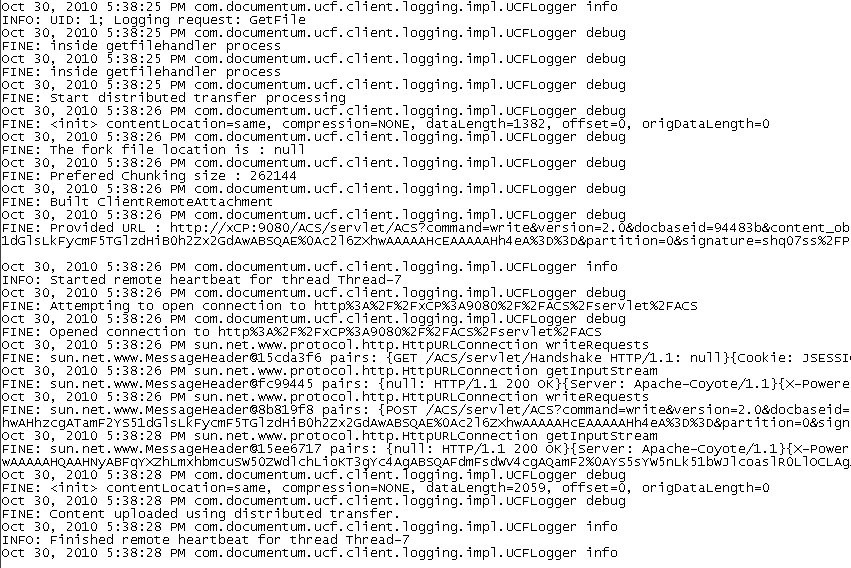 Oct 30, 2010 5:38:25 PM com.documentum.ucf.client.logging.impl.UCFLogger info
INFO: UID: 1; Logging request: GetFile
Oct 30, 2010 5:38:25 PM com.documentum.ucf.client.logging.impl.UCFLogger debug
FINE: inside getfilehandler process
Oct 30, 2010 5:38:25 PM com.documentum.ucf.client.logging.impl.UCFLogger debug
FINE: inside getfilehandler process
Oct 30, 2010 5:38:25 PM com.documentum.ucf.client.logging.impl.UCFLogger debug
FINE: Start distributed transfer processing
Oct 30, 2010 5:38:26 PM com.documentum.ucf.client.logging.impl.UCFLogger debug
FINE: <init> contentLocation=same, compression=NONE, dataLength=1382, offset=0, origDataLength=0
Oct 30, 2010 5:38:26 PM com.documentum.ucf.client.logging.impl.UCFLogger debug
FINE: The fork file location is : null
Oct 30, 2010 5:38:26 PM com.documentum.ucf.client.logging.impl.UCFLogger debug
FINE: Prefered Chunking size : 262144
Oct 30, 2010 5:38:26 PM com.documentum.ucf.client.logging.impl.UCFLogger debug
FINE: Built ClientRemoteAttachment
Oct 30, 2010 5:38:26 PM com.documentum.ucf.client.logging.impl.UCFLogger debug
FINE: Provided URL : http://xCP:9080/ACS/servlet/ACS?command=write&version=2.0&docbaseid=94483b&content_ob
1dGlsLkFycmF5TGlzdHiB0h2Zx2GdAwABSQAE%0Ac2l6ZXhwAAAAAHcEAAAAAHh4eA%3D%3D&partition=0&signature=shq07ss%2FP
Oct 30, 2010 5:38:26 PM com.documentum.ucf.client.logging.impl.UCFLogger info
INFO: Started remote heartbeat for thread Thread-7
Oct 30, 2010 5:38:26 PM com.documentum.ucf.client.logging.impl.UCFLogger debug
FINE: Attempting to open connection to http%3A%2F%2FxCP%3A9080%2F%2FACS%2Fservlet%2FACS
Oct 30, 2010 5:38:26 PM com.documentum.ucf.client.logging.impl.UCFLogger debug
FINE: Opened connection to http%3A%2F%2FxCP%3A9080%2F%2FACS%2Fservlet%2FACS
Oct 30, 2010 5:38:26 PM sun.net.www.protocol.http.HttpURLConnection writeRequests
FINE: sun.net.www.MessageHeader@15cda3f6 pairs: {GET /ACS/servlet/Handshake HTTP/1.1: null}{Cookie: JSESSIO
Oct 30, 2010 5:38:26 PM sun.net.www.protocol.http.HttpURLConnection getInputStream
FINE: sun.net.www.MessageHeader@fc99445 pairs: {null: HTTP/1.1 200 OK}{Server: Apache-Coyote/1.1}{X-Powere
Oct 30, 2010 5:38:26 PM sun.net.www.protocol.http.HttpURLConnection writeRequests
FINE: sun.net.www.MessageHeader@8b819f8 pairs: {POST /ACS/servlet/ACS?command=write&version=2.0&docbaseid=
hwAHhzcgATamF2YS51dGlsLkFycmF5TGlzdHiB0h2Zx2GdAwABSQAE%0Ac2l6ZXhwAAAAAHcEAAAAAHh4eA%3D%3D&partition=0&sign
Oct 30, 2010 5:38:28 PM sun.net.www.protocol.http.HttpURLConnection getInputStream
FINE: sun.net.www.MessageHeader@15ee6717 pairs: {null: HTTP/1.1 200 OK}{Server: Apache-Coyote/1.1}{X-Power
Oct 30, 2010 5:38:28 PM com.documentum.ucf.client.logging.impl.UCFLogger debug
FINE: <init> contentLocation=same, compression=NONE, dataLength=2059, offset=0, origDataLength=0
Oct 30, 2010 5:38:28 PM com.documentum.ucf.client.logging.impl.UCFLogger debug
FINE: Content uploaded using distributed transfer.
Oct 30, 2010 5:38:28 PM com.documentum.ucf.client.logging.impl.UCFLogger info
INFO: Finished remote heartbeat for thread Thread-7
Oct 30, 2010 5:38:28 PM com.documentum.ucf.client.logging.impl.UCFLogger info